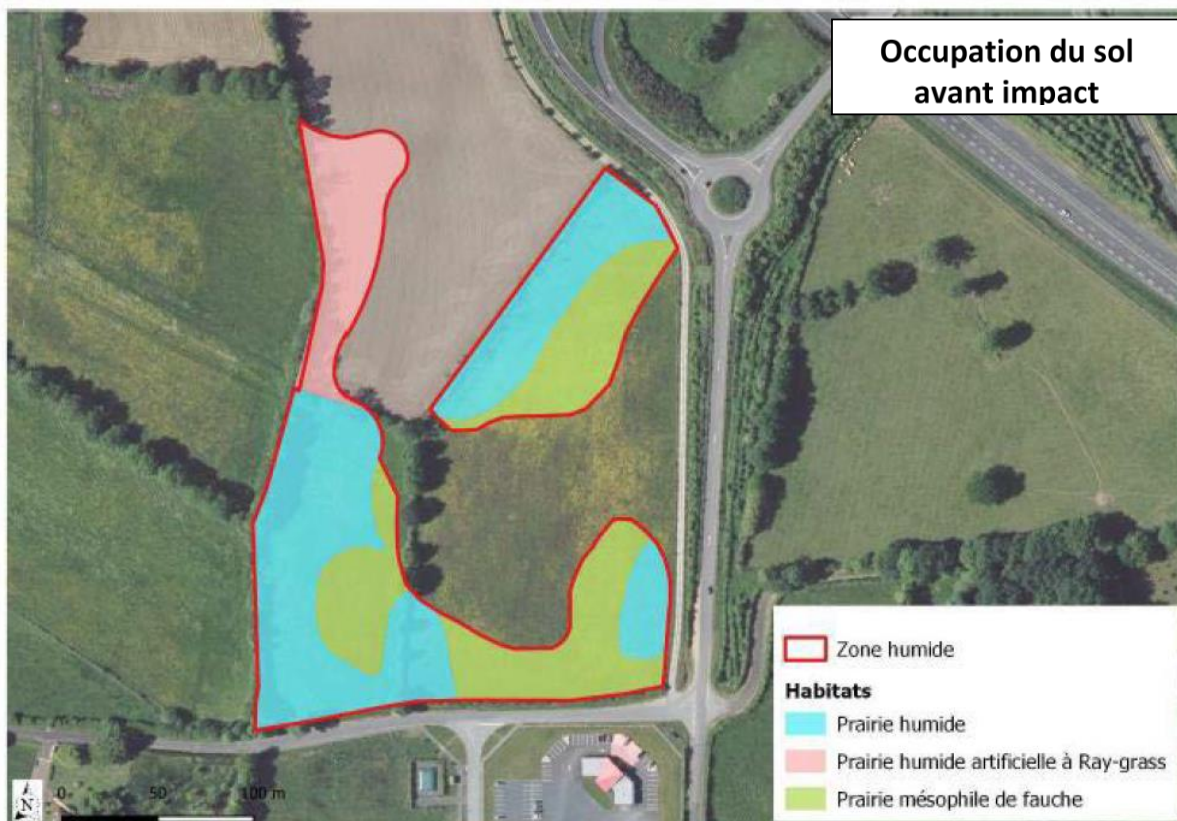 Occupation du sol
avant impact
Zone humide
Habitats
Prairie humide
Prairie humide artificielle à Ray-grass
Prairie mésophile de fauche
N
0 50 100 m